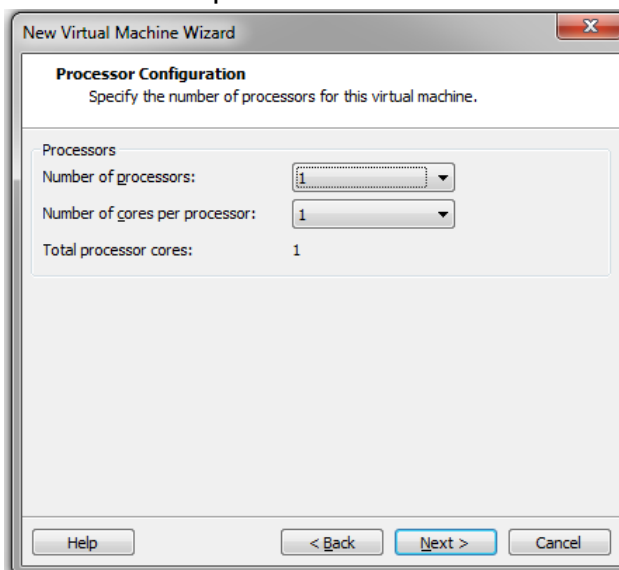 New Virtual Machine Wizard
Processor Configuration
Specify the number of processors for this virtual machine.
Processors
Number of processors: 1
Number of cores per processor: 1
Total processor cores: 1
Help < Back Next > Cancel